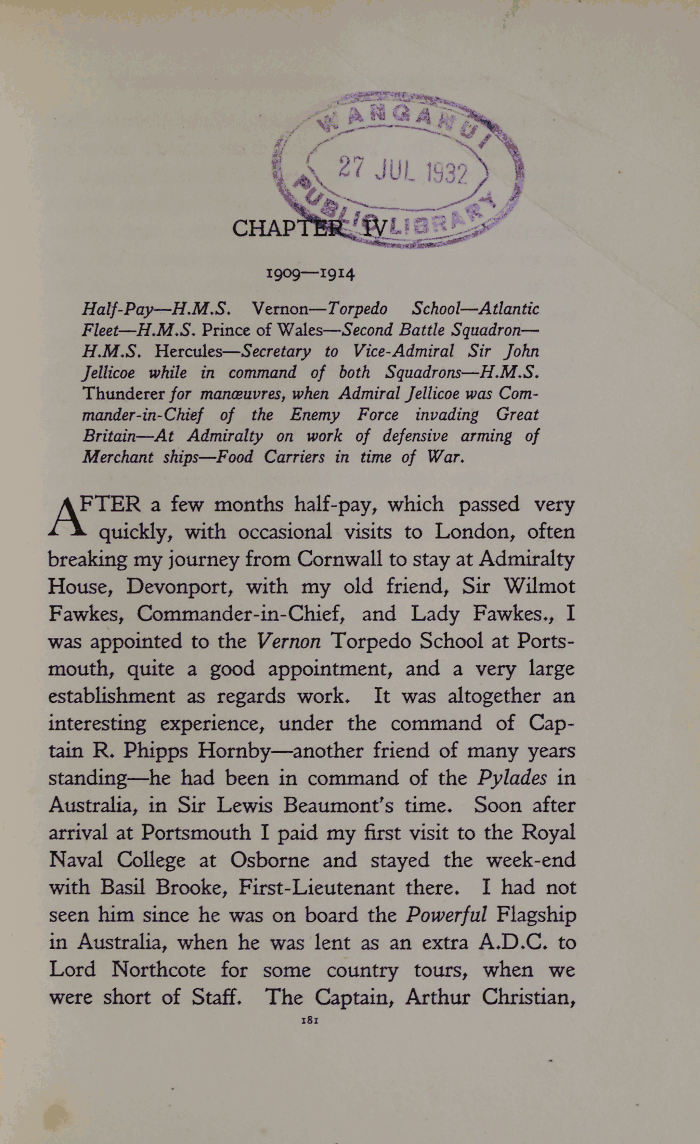 WANGANUI
27 JUL 1932
PUBLIC LIBRARY
CHAPTER IV
1909—1914
Half-Pay—H.M.S. Vernon—Torpedo School—Atlantic
Fleet—H.M.S. Prince of Wales—Second Battle Squadron—
H.M.S. Hercules—Secretary to Vice-Admiral Sir John
Jellicoe while in command of both Squadrons—H.M.S.
Thunderer for manœuvres, when Admiral Jellicoe was Com-
mander-in-Chief of the Enemy Force invading Great
Britain—At Admiralty on work of defensive arming of
Merchant ships—Food Carriers in time of War.
AFTER a few months half-pay, which passed very
quickly, with occasional visits to London, often
breaking my journey from Cornwall to stay at Admiralty
House, Devonport, with my old friend, Sir Wilmot
Fawkes, Commander-in-Chief, and Lady Fawkes., I
was appointed to the Vernon Torpedo School at Ports-
mouth, quite a good appointment, and a very large
establishment as regards work. It was altogether an
interesting experience, under the command of Cap-
tain R. Phipps Hornby—another friend of many years
standing—he had been in command of the Pylades in
Australia, in Sir Lewis Beaumont's time. Soon after
arrival at Portsmouth I paid my first visit to the Royal
Naval College at Osborne and stayed the week-end
with Basil Brooke, First-Lieutenant there. I had not
seen him since he was on board the Powerful Flagship
in Australia, when he was lent as an extra A.D.C. to
Lord Northcote for some country tours, when we
were short of Staff. The Captain, Arthur Christian,
181